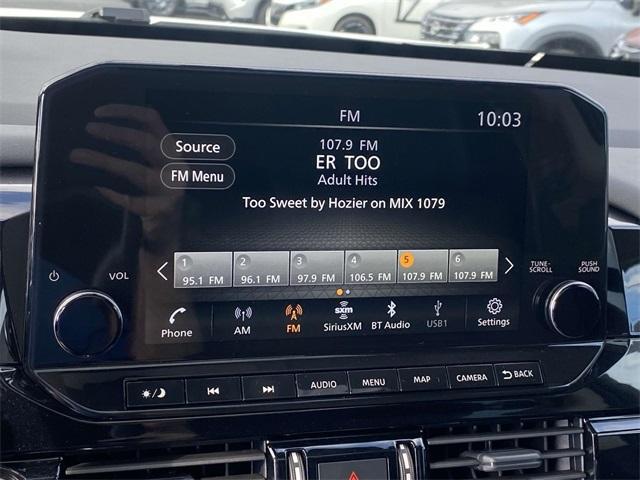 FM
10:03
Source
107.9 FM
ER TOO
FM Menu
Adult Hits
Too Sweet by Hozier on MIX 1079
VOL
TUNE-
SCROLL
PUSH
SOUND
1 2 3 4 5 6
95.1 FM 96.1 FM 97.9 FM 106.5 FM 107.9 FM 107.9 FM
Phone AM FM sxm SiriusXM BT Audio USB1 Settings
AUDIO MENU MAP CAMERA BACK